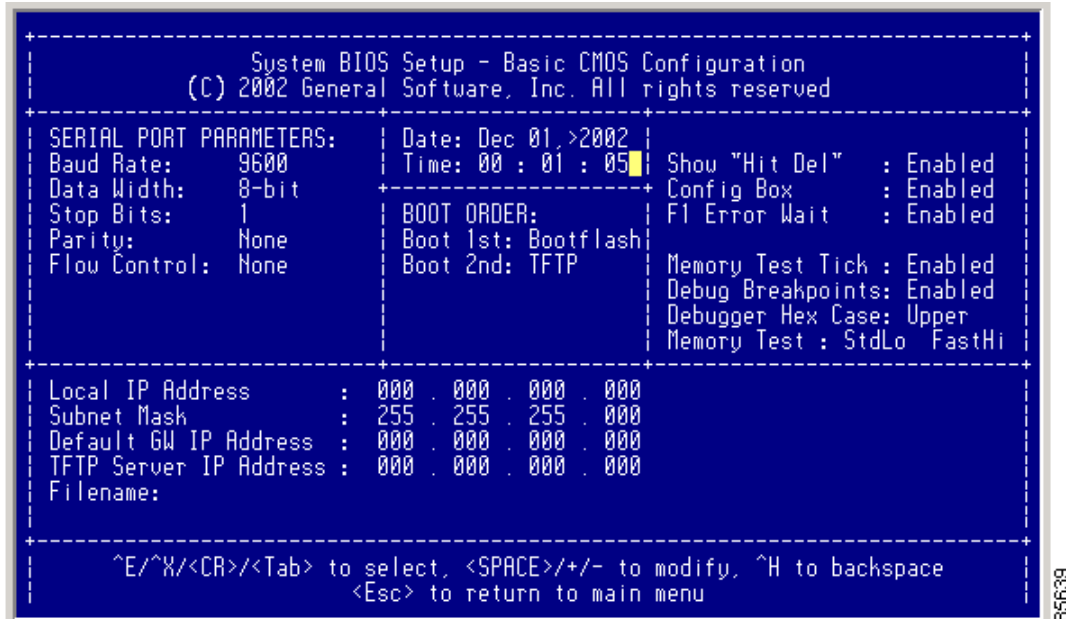 System BIOS Setup - Basic CMOS Configuration
(C) 2002 General Software, Inc. All rights reserved
SERIAL PORT PARAMETERS:
Baud Rate: 9600
Data Width: 8-bit
Stop Bits: 1
Parity: None
Flow Control: None
Date: Dec 01,>2002
Time: 00 : 01 : 05
BOOT ORDER:
Boot 1st: Bootflash
Boot 2nd: TFTP
Show "Hit Del" : Enabled
Config Box : Enabled
F1 Error Wait : Enabled
Memory Test Tick : Enabled
Debug Breakpoints: Enabled
Debugger Hex Case: Upper
Memory Test : StdLo FastHi
Local IP Address : 000 . 000 . 000 . 000
Subnet Mask : 255 . 255 . 255 . 000
Default GW IP Address : 000 . 000 . 000 . 000
TFTP Server IP Address : 000 . 000 . 000 . 000
Filename:
^E/^X/<CR>/<Tab> to select, <SPACE>/+/- to modify, ^H to backspace
<Esc> to return to main menu
85639